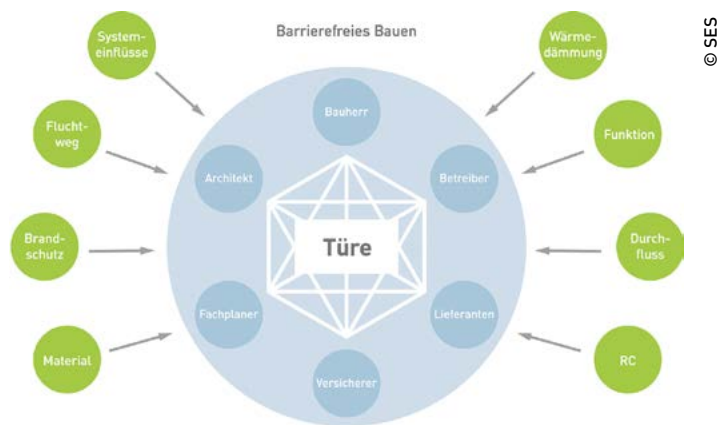 Barrierefreies Bauen
© SES
System-
einflüsse
Wärme-
dämmung
Flucht-
weg
Funktion
Bauherr
Architekt
Betreiber
Brand-
schutz
Türe
Durch-
fluss
Fachplaner
Lieferanten
Material
Versicherer
RC